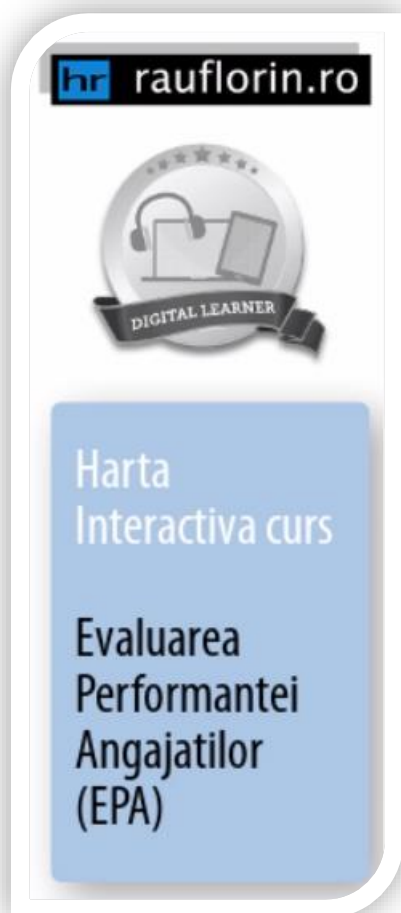 hr rauflorin.ro
DIGITAL LEARNER
Harta
Interactiva curs
Evaluarea
Performantei
Angajatilor
(EPA)